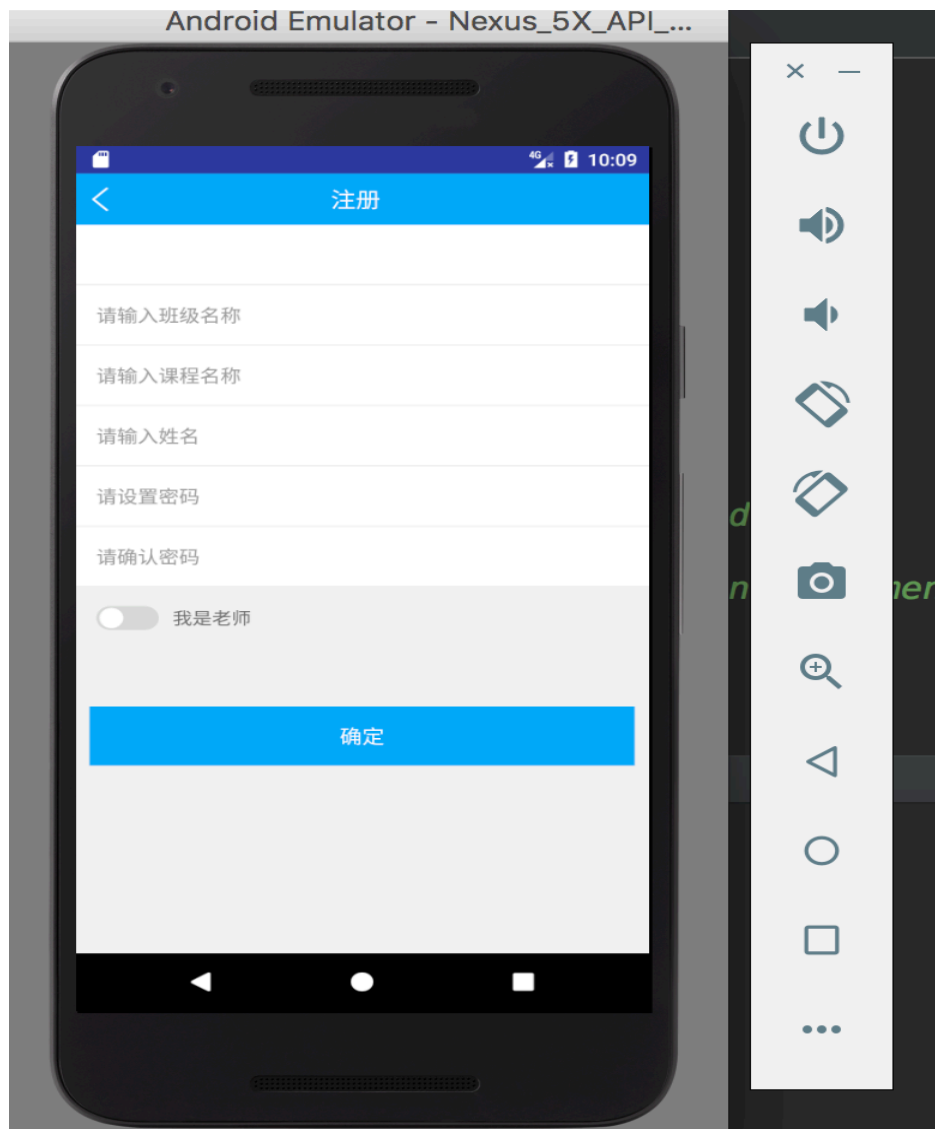 Android Emulator - Nexus_5X_API_...
4G 10:09
注册
请输入班级名称
请输入课程名称
请输入姓名
请设置密码
请确认密码
我是老师
确定